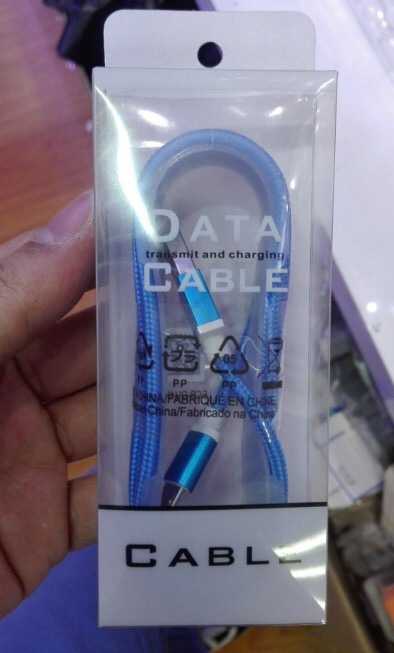 DATA
transmit and charging
CABLE
プラ
05
PP
PP
CHINA/FABRIQUÉ EN CHINE
in China/Fabricado na China
CABLE